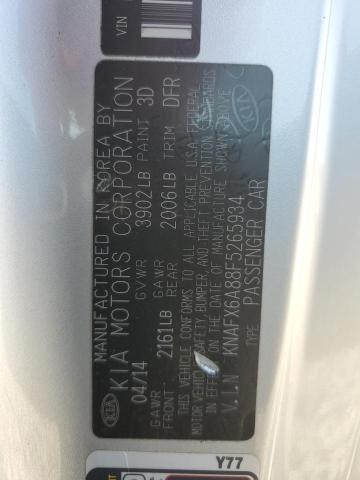 VIN
MANUFACTURED IN KOREA BY
KIA MOTORS CORPORATION
04/14 GVWR 3902LB PAINT 3D
GAWR FRONT 2161LB GAWR REAR 2006LB TRIM DFR
THIS VEHICLE CONFORMS TO ALL APPLICABLE U.S.A FEDERAL
MOTOR VEHICLE SAFETY, BUMPER, AND THEFT PREVENTION STANDARDS
IN EFFECT ON THE DATE OF MANUFACTURE SHOWN ABOVE
V.I.N KNAFX6A88F5265934
TYPE PASSENGER CAR
KIA
KIA
Y77